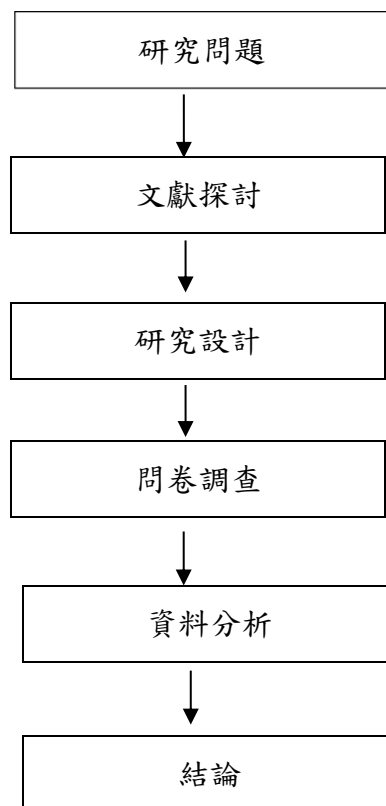 研究問題
文獻探討
研究設計
問卷調查
資料分析
結論